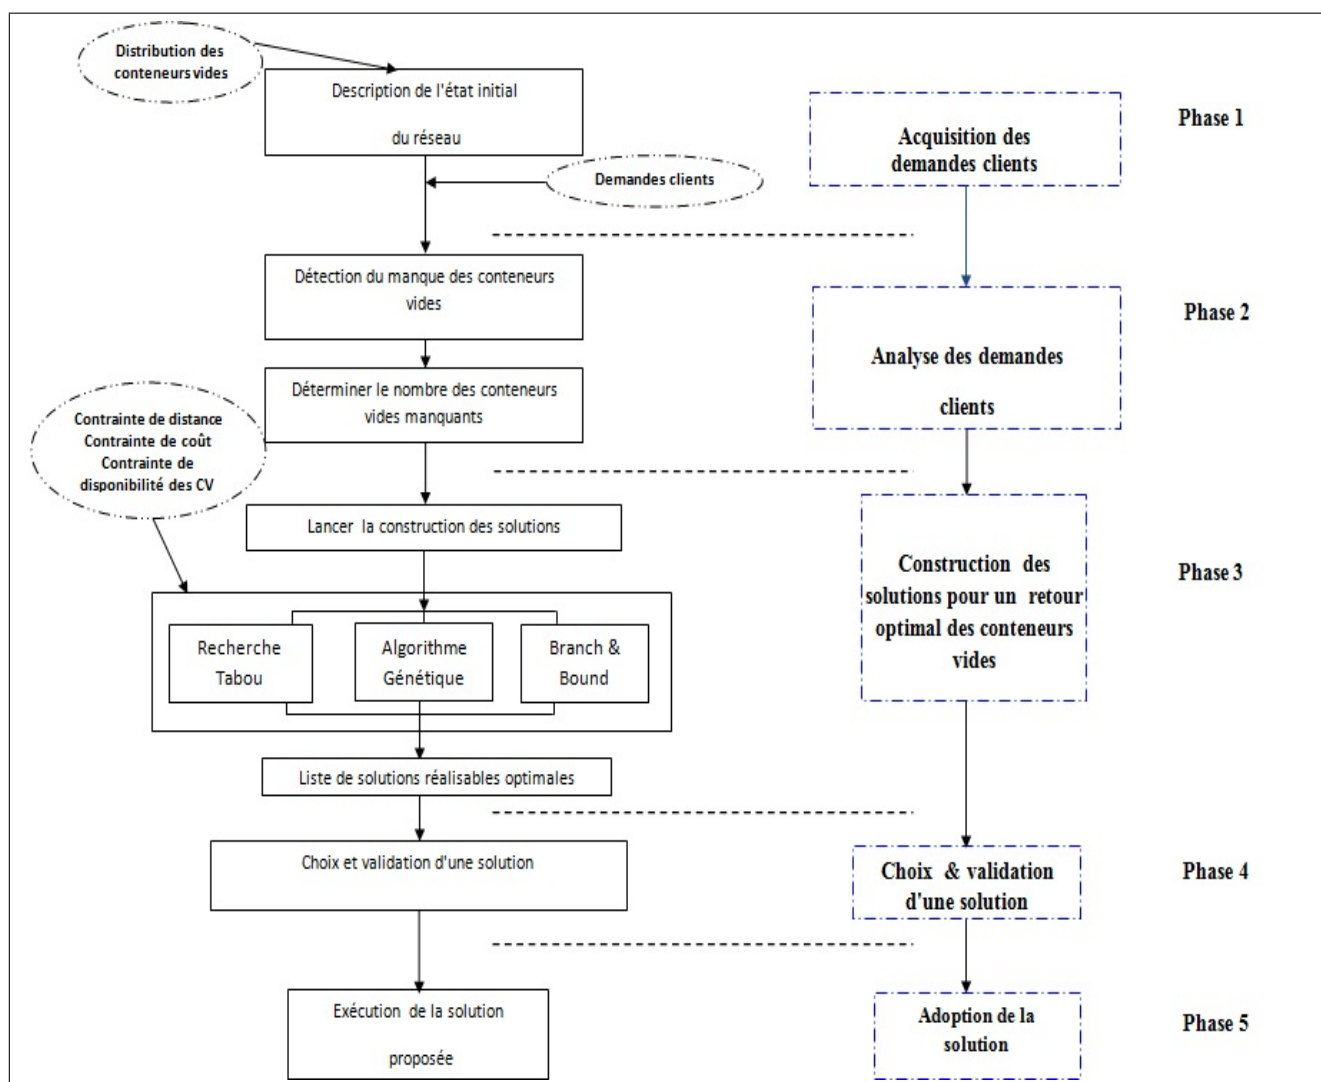 Distribution des
conteneurs vides
Description de l'état initial
du réseau
Demandes clients
Acquisition des
demandes clients
Phase 1
Détection du manque des conteneurs
vides
Déterminer le nombre des conteneurs
vides manquants
Analyse des demandes
clients
Phase 2
Contrainte de distance
Contrainte de coût
Contrainte de
disponibilité des CV
Lancer la construction des solutions
Recherche
Tabou
Algorithme
Génétique
Branch &
Bound
Liste de solutions réalisables optimales
Construction des
solutions pour un retour
optimal des conteneurs
vides
Phase 3
Choix et validation d'une solution
Choix & validation
d'une solution
Phase 4
Exécution de la solution
proposée
Adoption de la
solution
Phase 5